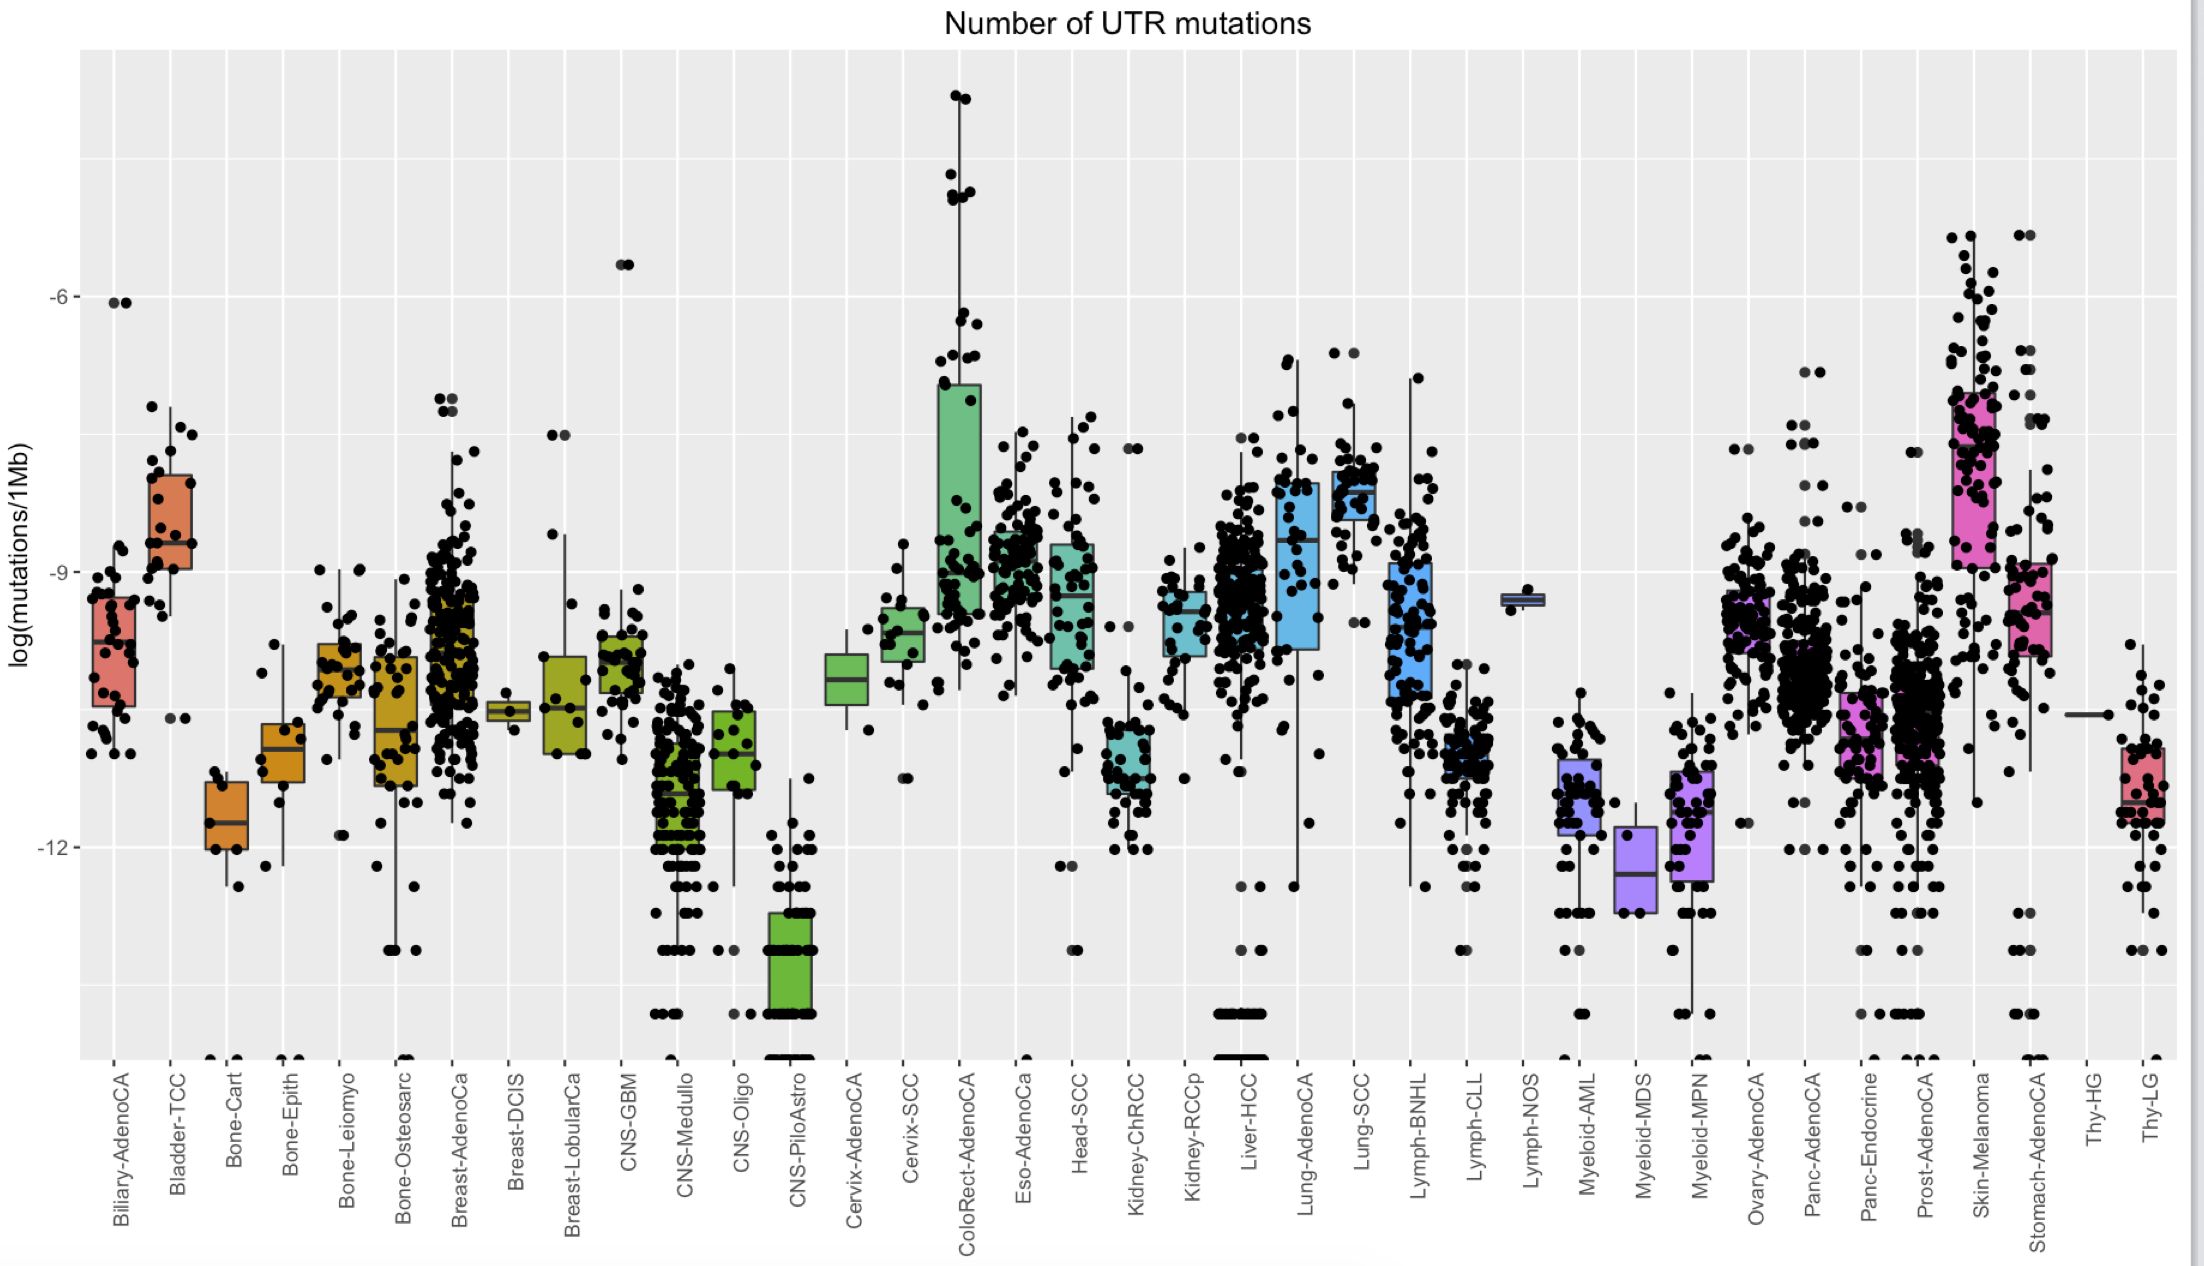 Number of UTR mutations
log(mutations/1Mb)
-6
-9
-12
Biliary-AdenoCA
Bladder-TCC
Bone-Cart
Bone-Epith
Bone-Leiomyo
Bone-Osteosarc
Breast-AdenoCa
Breast-DCIS
Breast-LobularCa
CNS-GBM
CNS-Medullo
CNS-Oligo
CNS-PiloAstro
Cervix-AdenoCA
Cervix-SCC
ColoRect-AdenoCA
Eso-AdenoCa
Head-SCC
Kidney-ChRCC
Kidney-RCCp
Liver-HCC
Lung-AdenoCA
Lung-SCC
Lymph-BNHL
Lymph-CLL
Lymph-NOS
Myeloid-AML
Myeloid-MDS
Myeloid-MPN
Ovary-AdenoCA
Panc-AdenoCA
Panc-Endocrine
Prost-AdenoCA
Skin-Melanoma
Stomach-AdenoCA
Thy-HG
Thy-LG